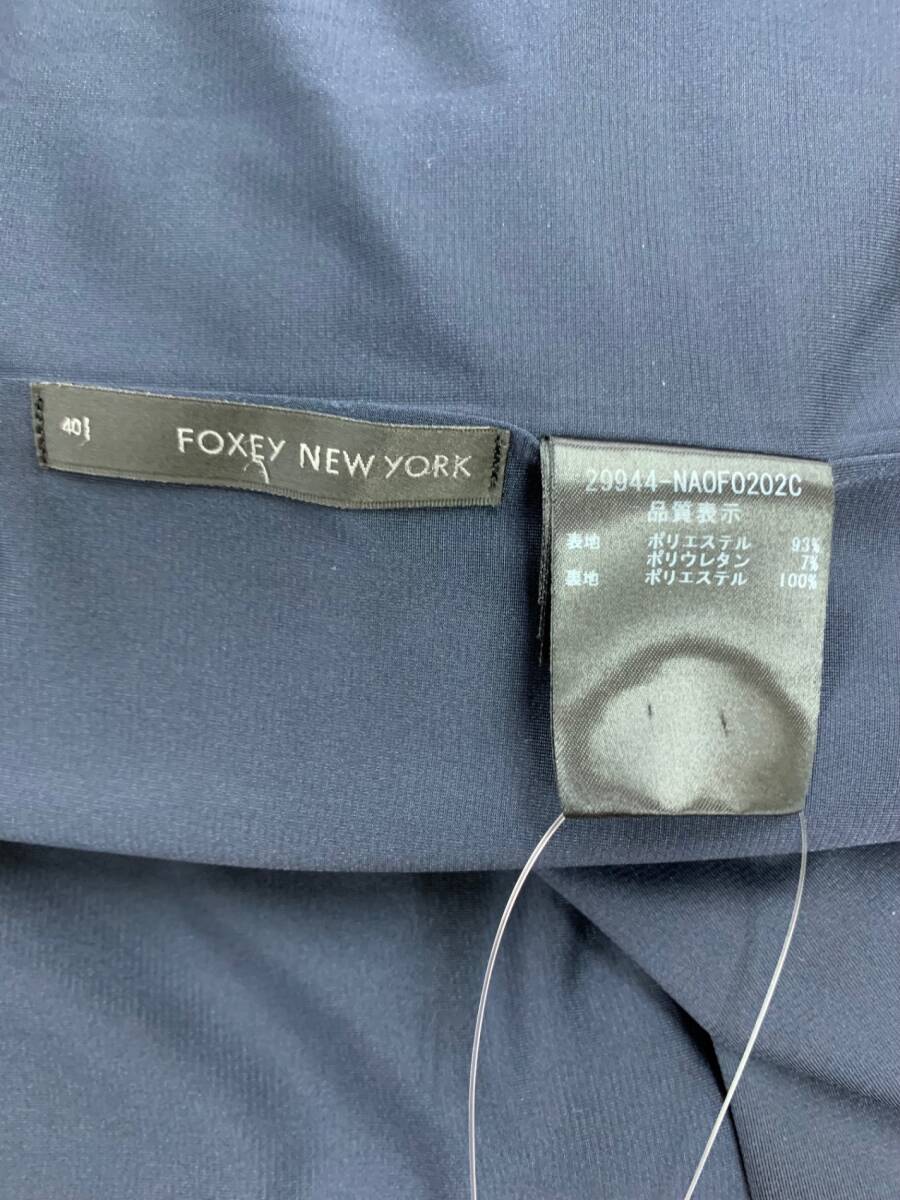 40
FOXEY NEW YORK
29944-NAOF0202C
品質表示
表地 ポリエステル 93%
ポリウレタン 7%
裏地 ポリエステル 100%